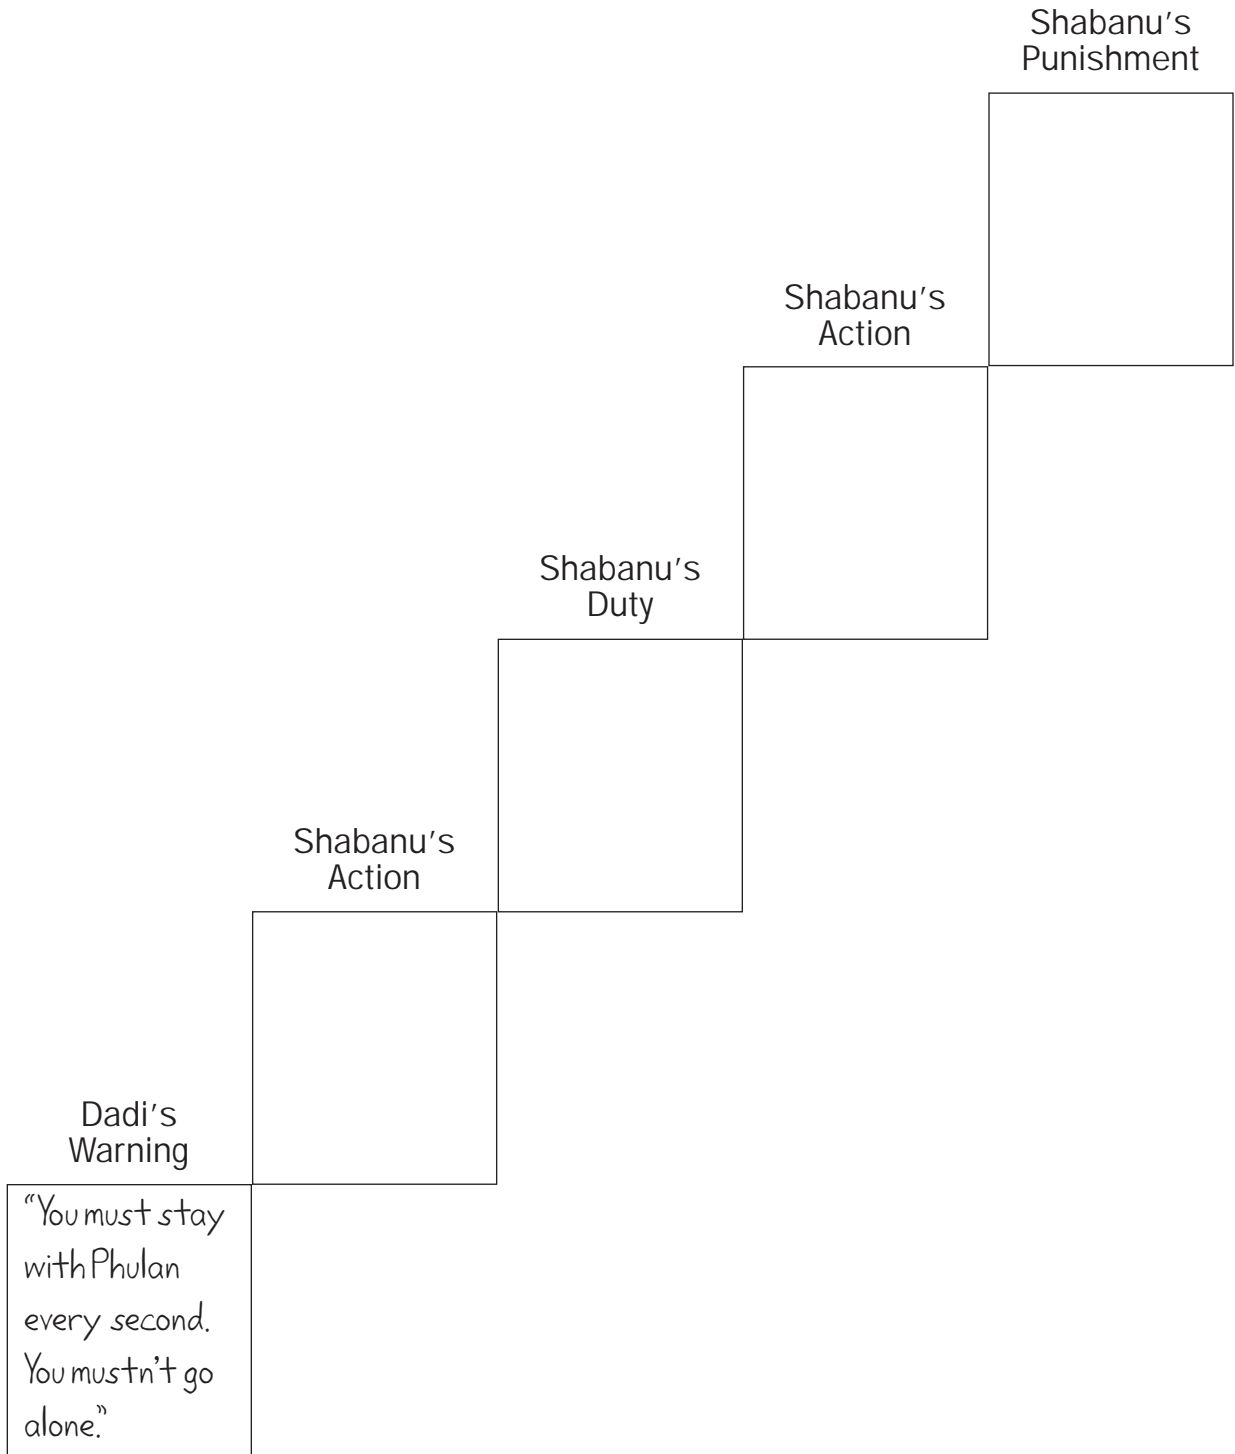 Shabanu's
Punishment
Shabanu's
Action
Shabanu's
Duty
Shabanu's
Action
Dadi's
Warning
"You must stay
with Phulan
every second.
You mustn't go
alone."